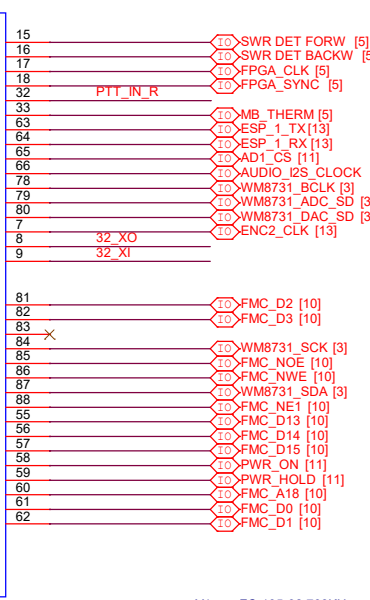 15 SWR DET FORW [5]
16 SWR DET BACKW
17 FPGA_CLK [5]
18 FPGA_SYNC [5]
32 PTT_IN_R
33 MB_THERM [5]
63 ESP_1_TX [13]
64 ESP_1_RX [13]
65 AD1_CS [11]
66 AUDIO_I2S_CLOCK
78 WM8731_BCLK [3]
79 WM8731_ADC_SD
80 WM8731_DAC_SD
7 ENC2_CLK [13]
8 32_XO
9 32_XI
81 FMC_D2 [10]
82 FMC_D3 [10]
83
84 WM8731_SCK [3]
85 FMC_NOE [10]
86 FMC_NWE [10]
87 WM8731_SDA [3]
88 FMC_NE1 [10]
55 FMC_D13 [10]
56 FMC_D14 [10]
57 FMC_D15 [10]
58 PWR_ON [11]
59 PWR_HOLD [11]
60 FMC_A18 [10]
61 FMC_D0 [10]
62 FMC_D1 [10]